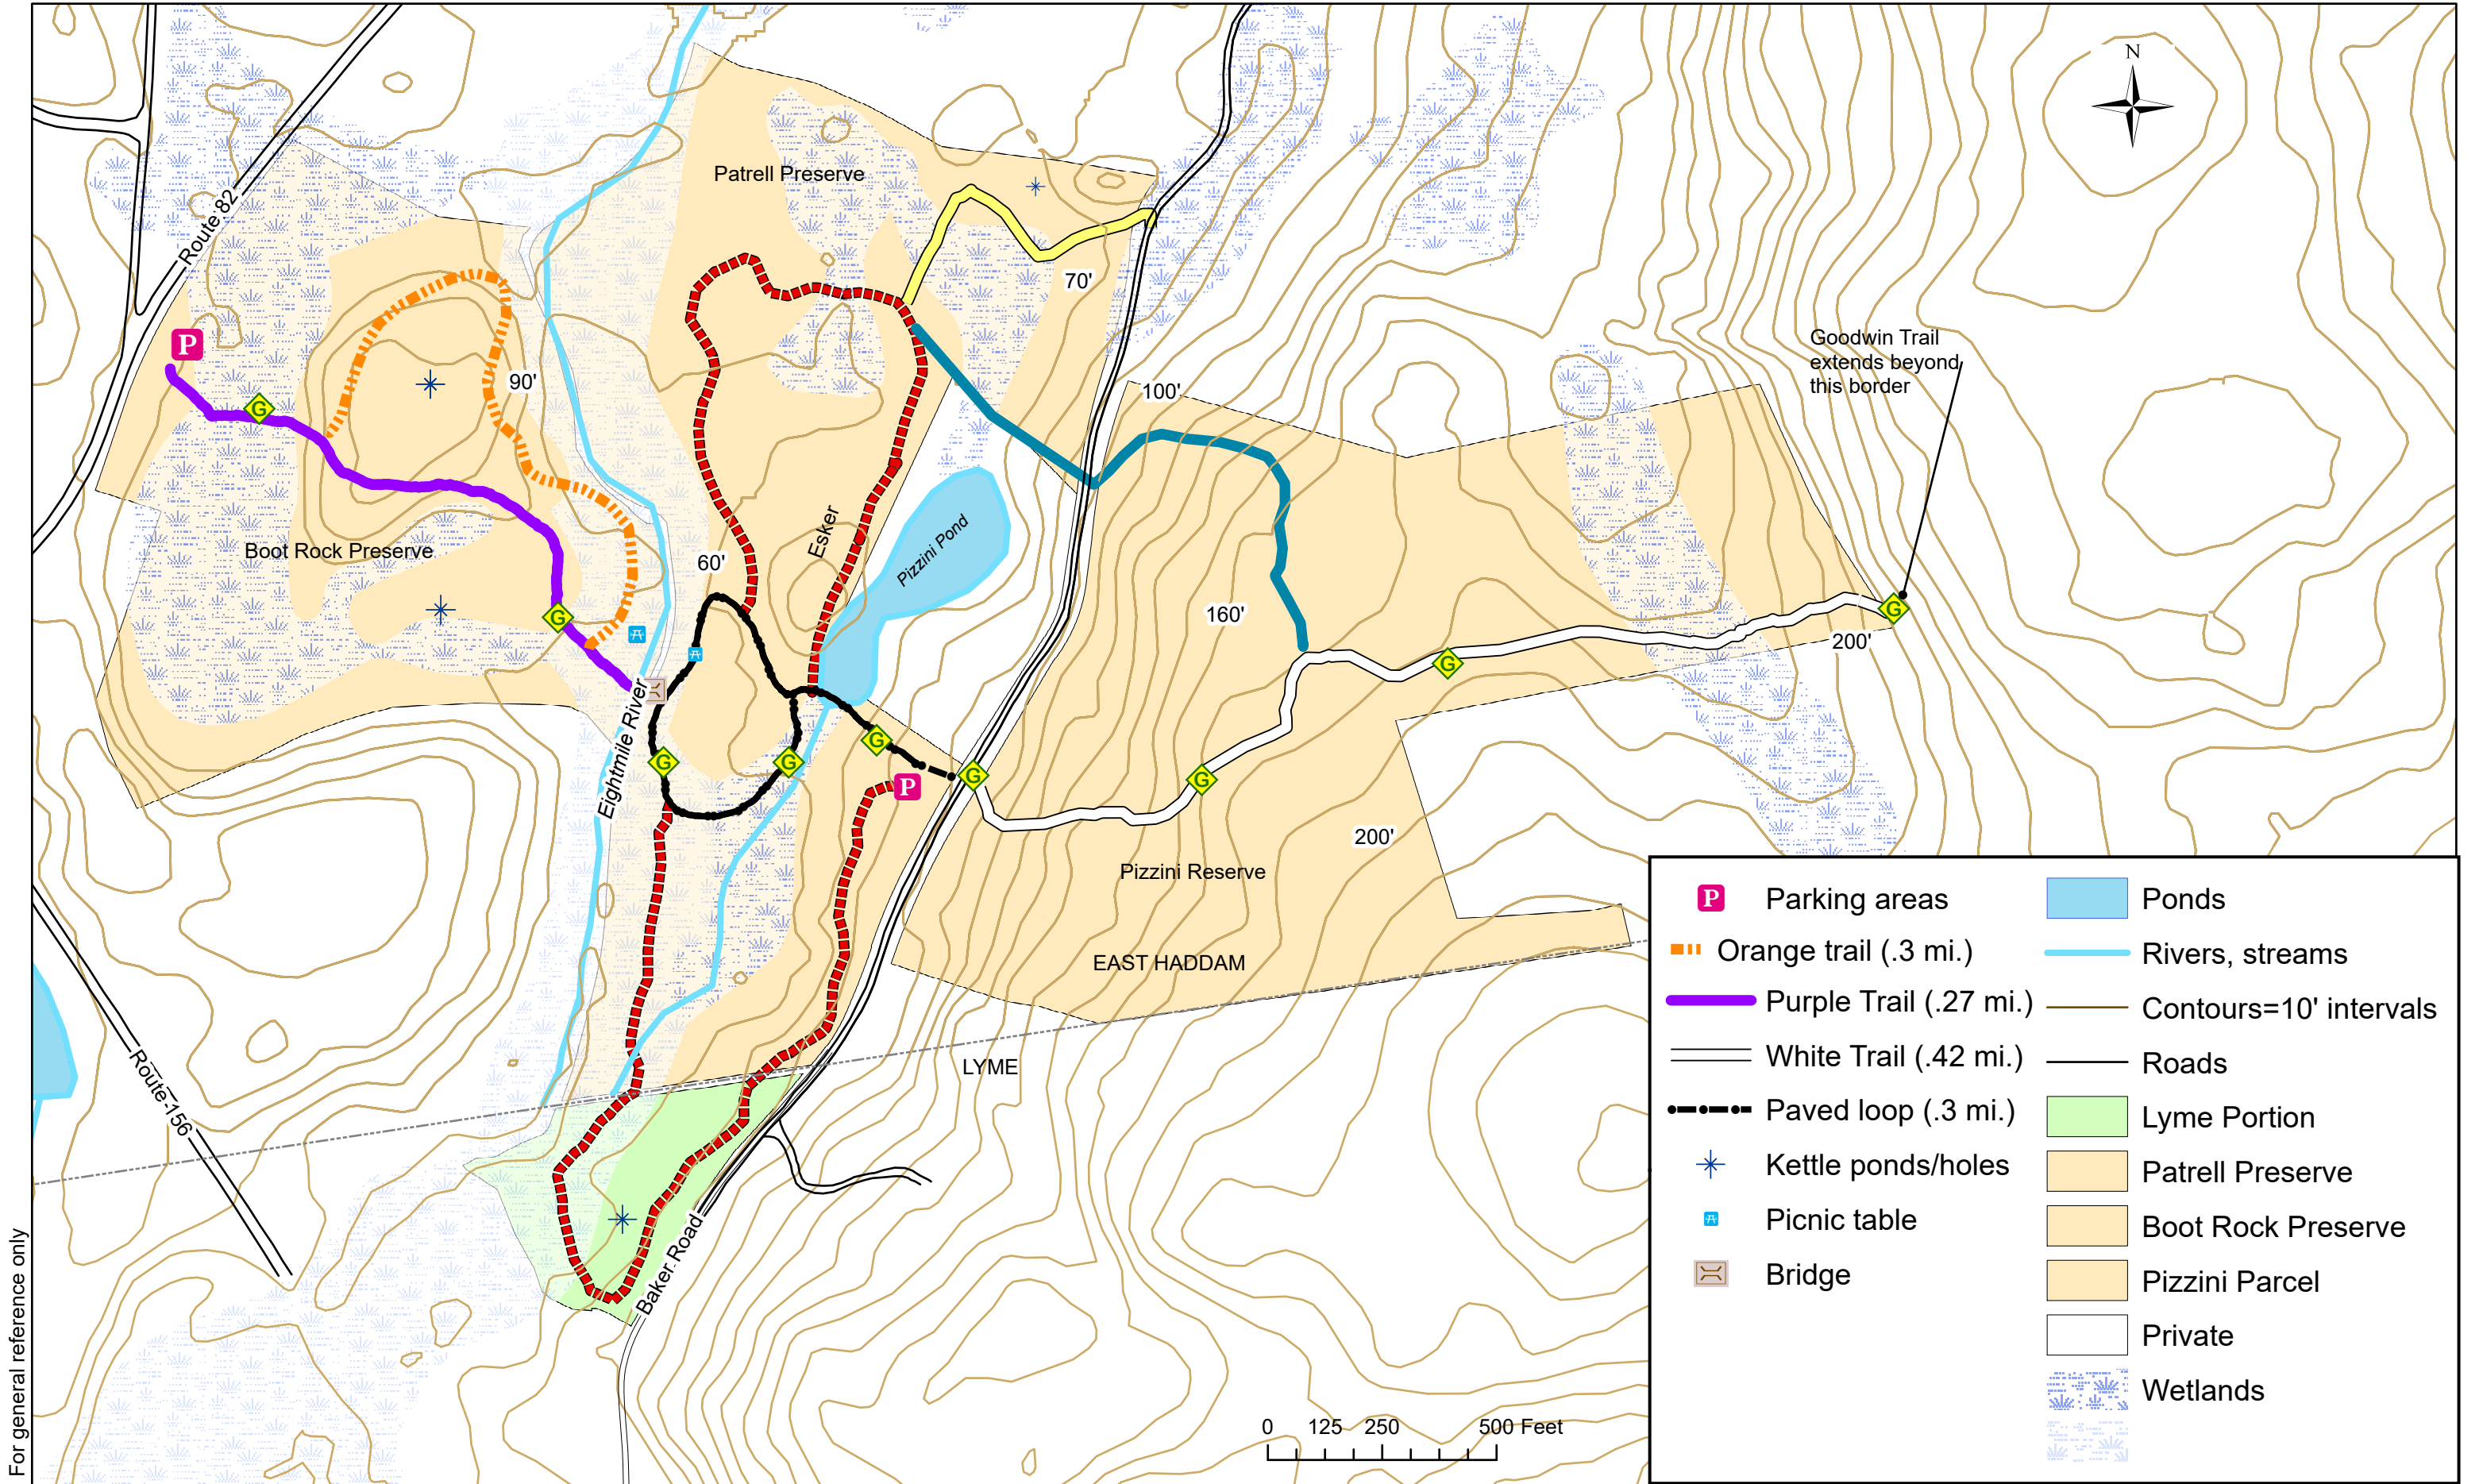 N
Route 82
Patrell Preserve
P
70'
Goodwin Trail
extends beyond
this border
90'
100'
G
Esker
Pizzini Pond
Boot Rock Preserve
60'
160'
G
G
200'
G
Eightmile River
G
G
G
G
G
P
200'
Pizzini Reserve
EAST HADDAM
LYME
Route 156
Baker Road
For general reference only
0 125 250 500 Feet
P Parking areas
Orange trail (.3 mi.)
Purple Trail (.27 mi.)
White Trail (.42 mi.)
Paved loop (.3 mi.)
Kettle ponds/holes
Picnic table
Bridge
Ponds
Rivers, streams
Contours=10' intervals
Roads
Lyme Portion
Patrell Preserve
Boot Rock Preserve
Pizzini Parcel
Private
Wetlands